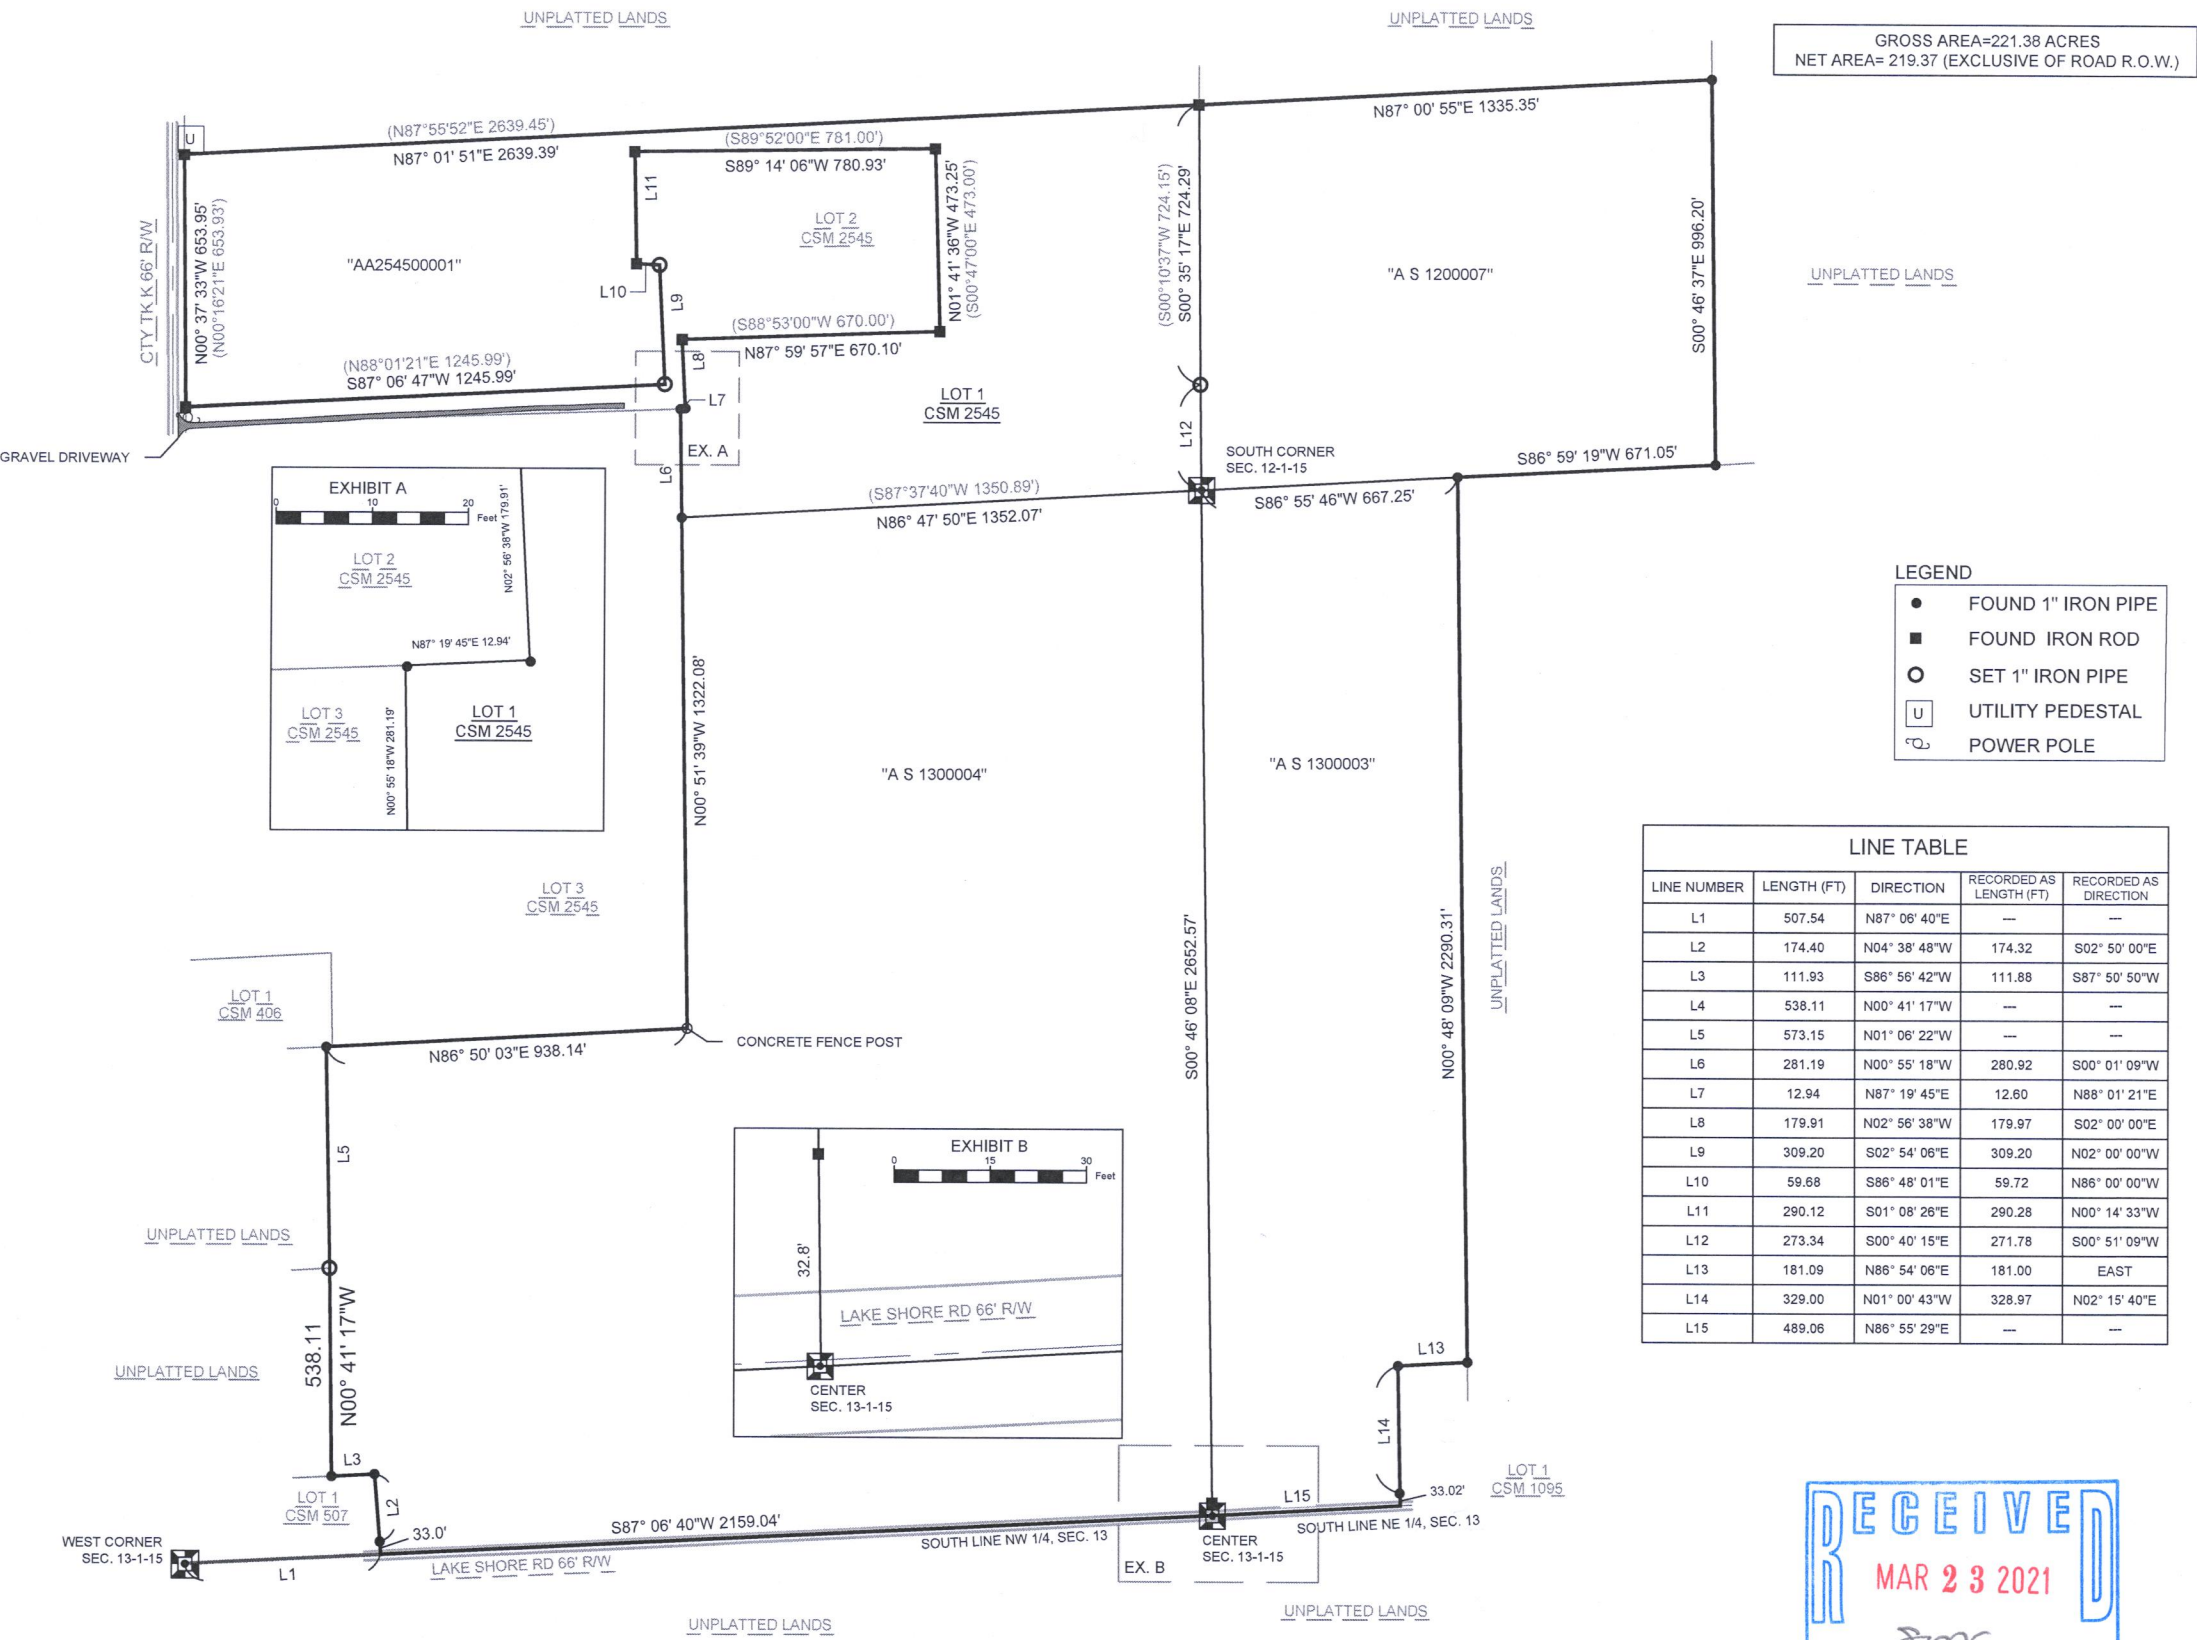 UNPLATTED LANDS
UNPLATTED LANDS
GROSS AREA=221.38 ACRES
NET AREA= 219.37 (EXCLUSIVE OF ROAD R.O.W.)
N87° 00' 55"E 1335.35'
(N87°55'52"E 2639.45')
N87° 01' 51"E 2639.39'
U
(S89°52'00"E 781.00')
S89° 14' 06"W 780.93'
L11
LOT 2
CSM 2545
N01° 41' 36"W 473.25'
(S00°47'00"E 473.00')
(S00°10'37"W 724.15')
S00° 35' 17"E 724.29'
CTY TK K 66' R/W
N00° 37' 33"W 653.95'
(N00°16'21"E 653.93')
"AA254500001"
"A S 1200007"
S00° 46' 37"E 996.20'
UNPLATTED LANDS
L10
L9
(S88°53'00"W 670.00')
N87° 59' 57"E 670.10'
(N88°01'21"E 1245.99')
S87° 06' 47"W 1245.99'
L8
L7
LOT 1
CSM 2545
L12
GRAVEL DRIVEWAY
EX. A
L6
SOUTH CORNER
SEC. 12-1-15
S86° 59' 19"W 671.05'
(S87°37'40"W 1350.89')
N86° 47' 50"E 1352.07'
S86° 55' 46"W 667.25'
EXHIBIT A
0 10 20
Feet
N02° 56' 38"W 179.91'
LOT 2
CSM 2545
N87° 19' 45"E 12.94'
LOT 3
CSM 2545
N00° 55' 18"W 281.19'
LOT 1
CSM 2545
LEGEND
FOUND 1" IRON PIPE
FOUND IRON ROD
SET 1" IRON PIPE
U UTILITY PEDESTAL
POWER POLE
N00° 51' 39"W 1322.08'
"A S 1300004"
"A S 1300003"
LINE TABLE
LINE NUMBER LENGTH (FT) DIRECTION RECORDED AS LENGTH (FT) RECORDED AS DIRECTION
L1 507.54 N87° 06' 40"E --- ---
L2 174.40 N04° 38' 48"W 174.32 S02° 50' 00"E
L3 111.93 S86° 56' 42"W 111.88 S87° 50' 50"W
L4 538.11 N00° 41' 17"W --- ---
L5 573.15 N01° 06' 22"W --- ---
L6 281.19 N00° 55' 18"W 280.92 S00° 01' 09"W
L7 12.94 N87° 19' 45"E 12.60 N88° 01' 21"E
L8 179.91 N02° 56' 38"W 179.97 S02° 00' 00"E
L9 309.20 S02° 54' 06"E 309.20 N02° 00' 00"W
L10 59.68 S86° 48' 01"E 59.72 N86° 00' 00"W
L11 290.12 S01° 08' 26"E 290.28 N00° 14' 33"W
L12 273.34 S00° 40' 15"E 271.78 S00° 51' 09"W
L13 181.09 N86° 54' 06"E 181.00 EAST
L14 329.00 N01° 00' 43"W 328.97 N02° 15' 40"E
L15 489.06 N86° 55' 29"E --- ---
LOT 3
CSM 2545
S00° 46' 08"E 2652.57'
N00° 48' 09"W 2290.31'
UNPLATTED LANDS
LOT 1
CSM 406
CONCRETE FENCE POST
N86° 50' 03"E 938.14'
L5
EXHIBIT B
0 15 30
Feet
32.8'
LAKE SHORE RD 66' R/W
CENTER
SEC. 13-1-15
UNPLATTED LANDS
UNPLATTED LANDS
538.11
N00° 41' 17"W
L3
LOT 1
CSM 507
L2
L13
L14
LOT 1
CSM 1095
33.02'
L15
SOUTH LINE NE 1/4, SEC. 13
WEST CORNER
SEC. 13-1-15
33.0'
S87° 06' 40"W 2159.04'
SOUTH LINE NW 1/4, SEC. 13
CENTER
SEC. 13-1-15
EX. B
L1
LAKE SHORE RD 66' R/W
UNPLATTED LANDS
UNPLATTED LANDS
RECEIVED
MAR 23 2021